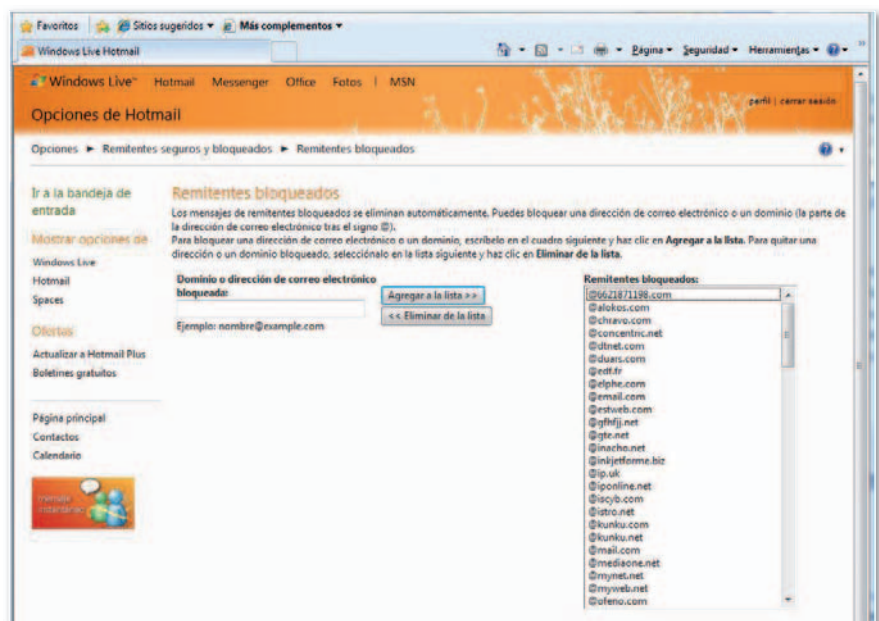 Favoritos Sitios sugeridos Más complementos
Windows Live Hotmail Página Seguridad Herramientas
Windows Live™ Hotmail Messenger Office Fotos | MSN
perfil | cerrar sesión
Opciones de Hotmail
Opciones ► Remitentes seguros y bloqueados ► Remitentes bloqueados
Ir a la bandeja de
entrada
Mostrar opciones de
Windows Live
Hotmail
Spaces
Ofertas
Actualizar a Hotmail Plus
Boletines gratuitos
Página principal
Contactos
Calendario
mensaje
instantáneo
Remitentes bloqueados
Los mensajes de remitentes bloqueados se eliminan automáticamente. Puedes bloquear una dirección de correo electrónico o un dominio (la parte de
la dirección de correo electrónico tras el signo @).
Para bloquear una dirección de correo electrónico o un dominio, escríbelo en el cuadro siguiente y haz clic en Agregar a la lista. Para quitar una
dirección o un dominio bloqueado, selecciónalo en la lista siguiente y haz clic en Eliminar de la lista.
Dominio o dirección de correo electrónico
bloqueada:
Ejemplo: nombre@example.com
Agregar a la lista >>
<< Eliminar de la lista
Remitentes bloqueados:
@6621871198.com
@alokos.com
@chravo.com
@concentnc.net
@dtnet.com
@duars.com
@edf.fr
@elphe.com
@email.com
@estweb.com
@gfhfjj.net
@gte.net
@inacho.net
@inkjetforme.biz
@ip.uk
@iponline.net
@iscyb.com
@istro.net
@kunku.com
@kunku.net
@mail.com
@mediaone.net
@mynet.net
@myweb.net
@ofeno.com